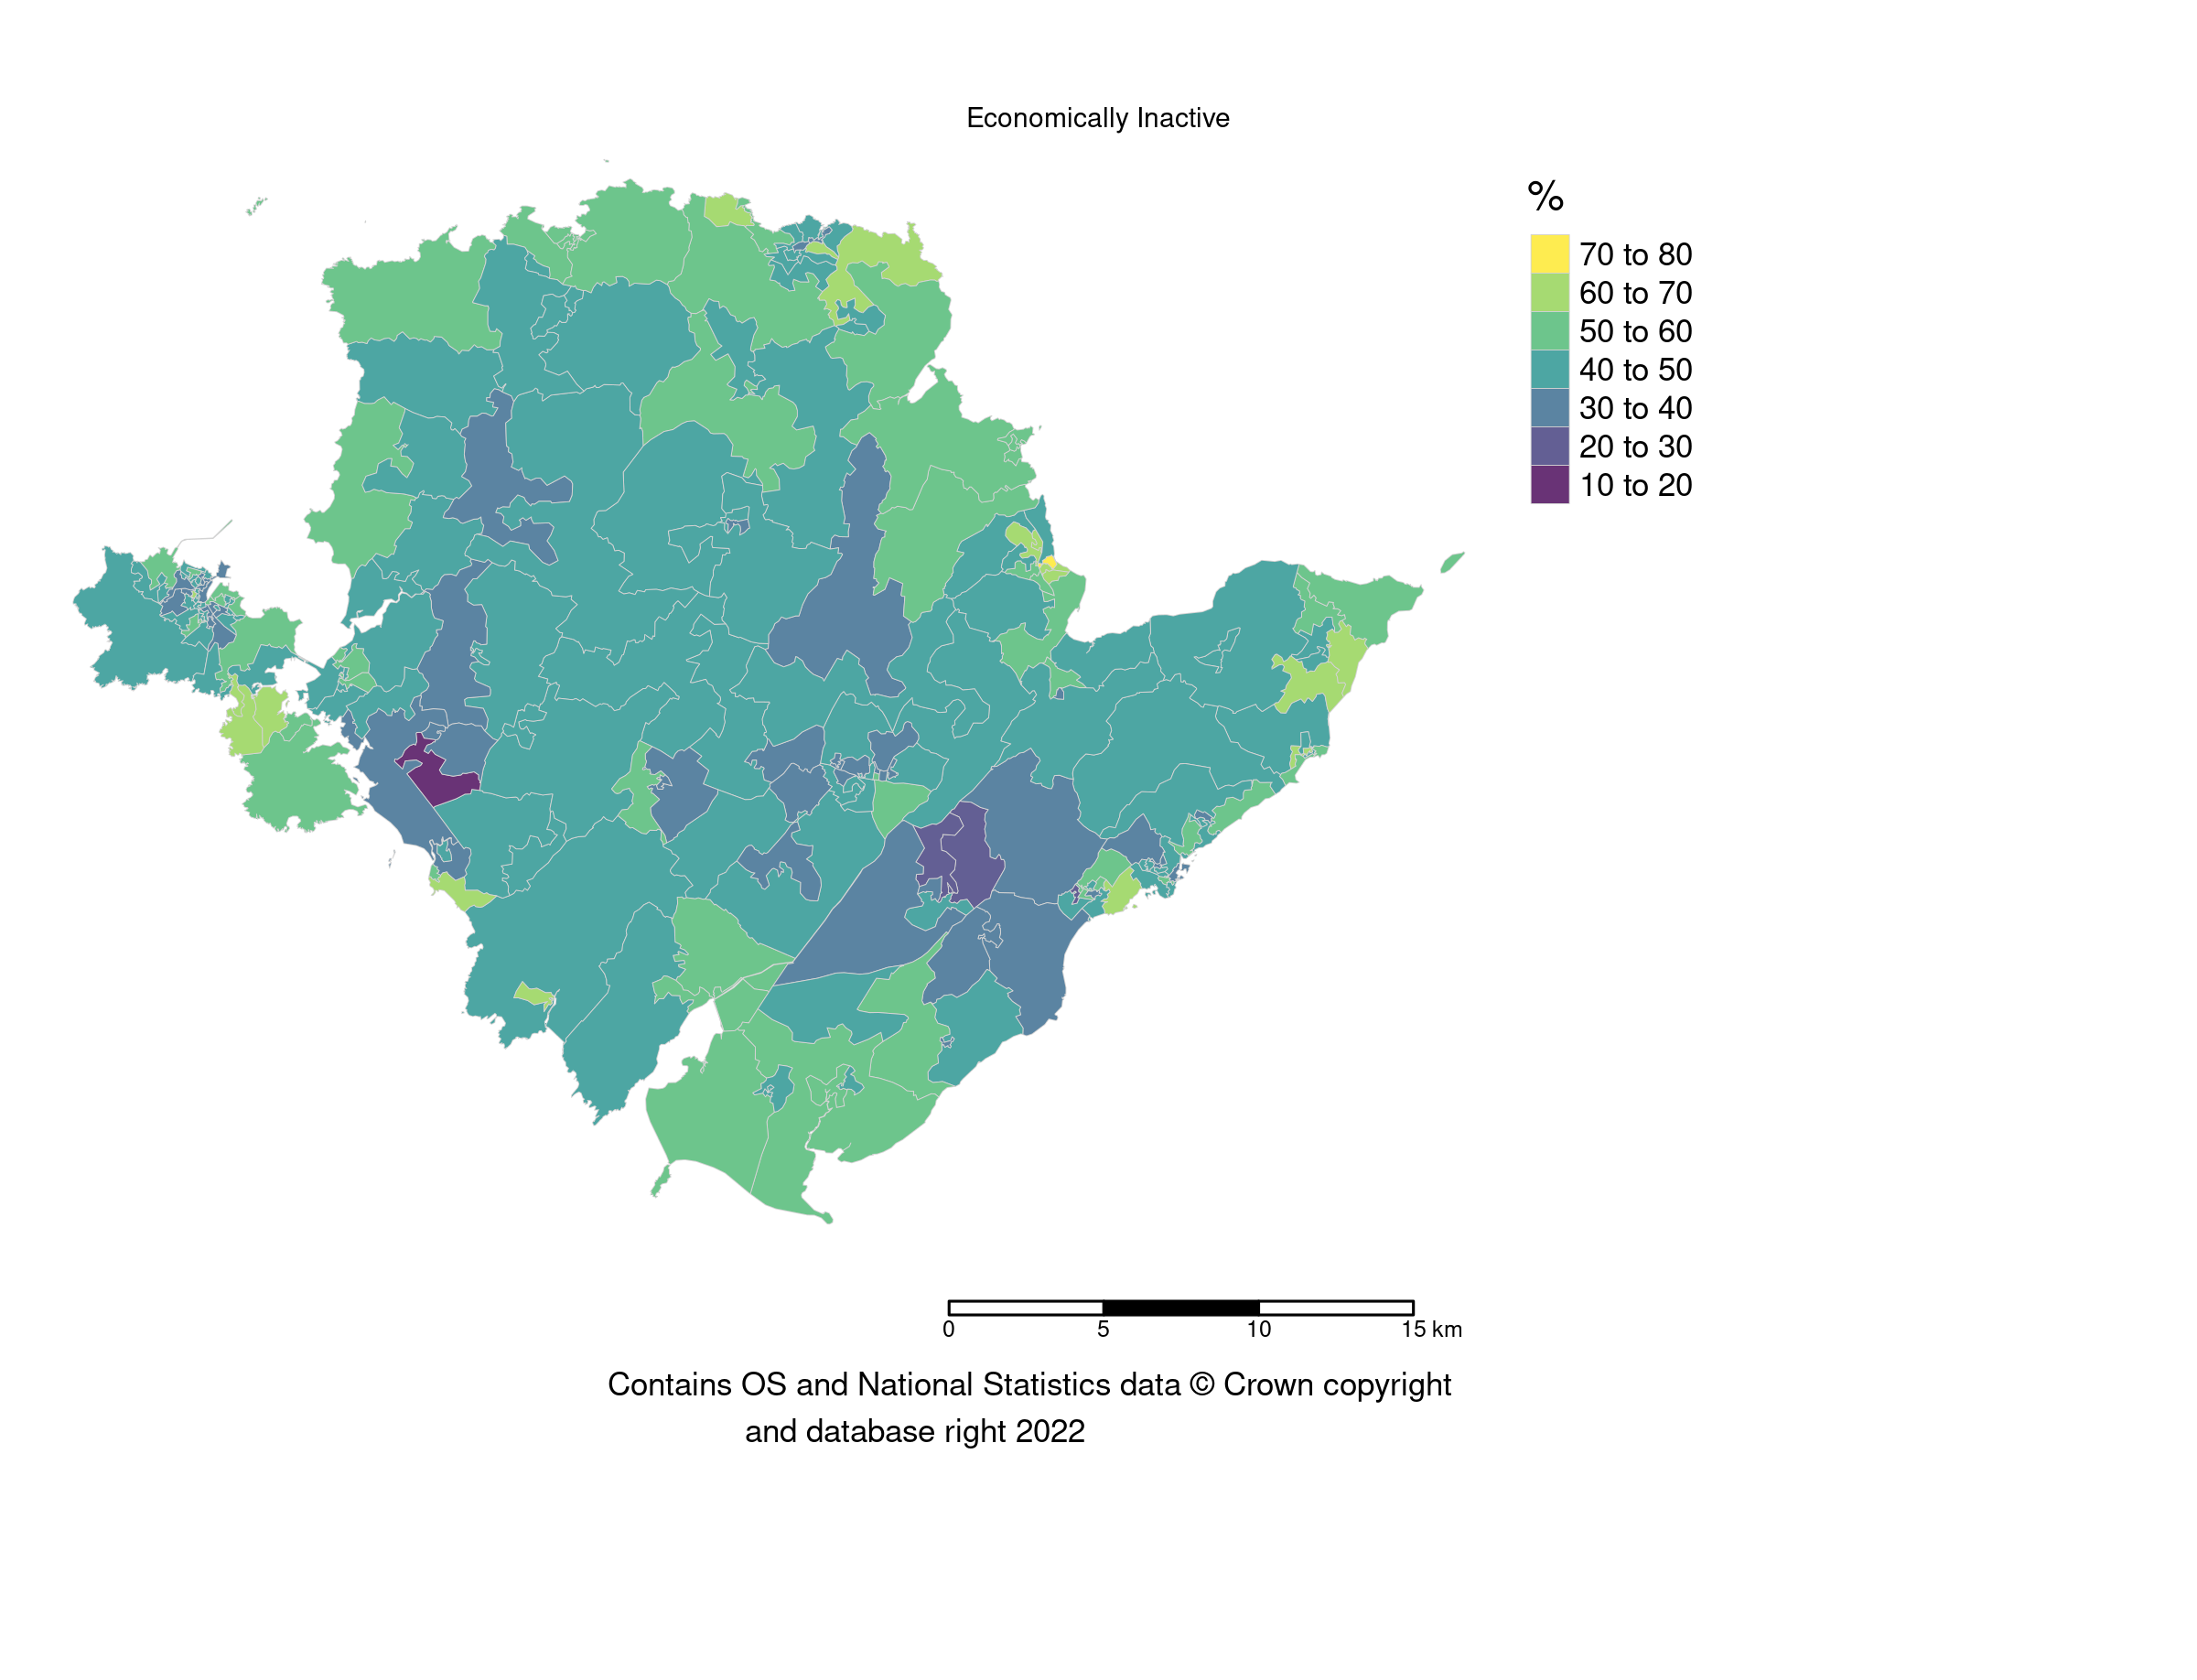 Economically Inactive
%
70 to 80
60 to 70
50 to 60
40 to 50
30 to 40
20 to 30
10 to 20
0 5 10 15 km
Contains OS and National Statistics data © Crown copyright
and database right 2022